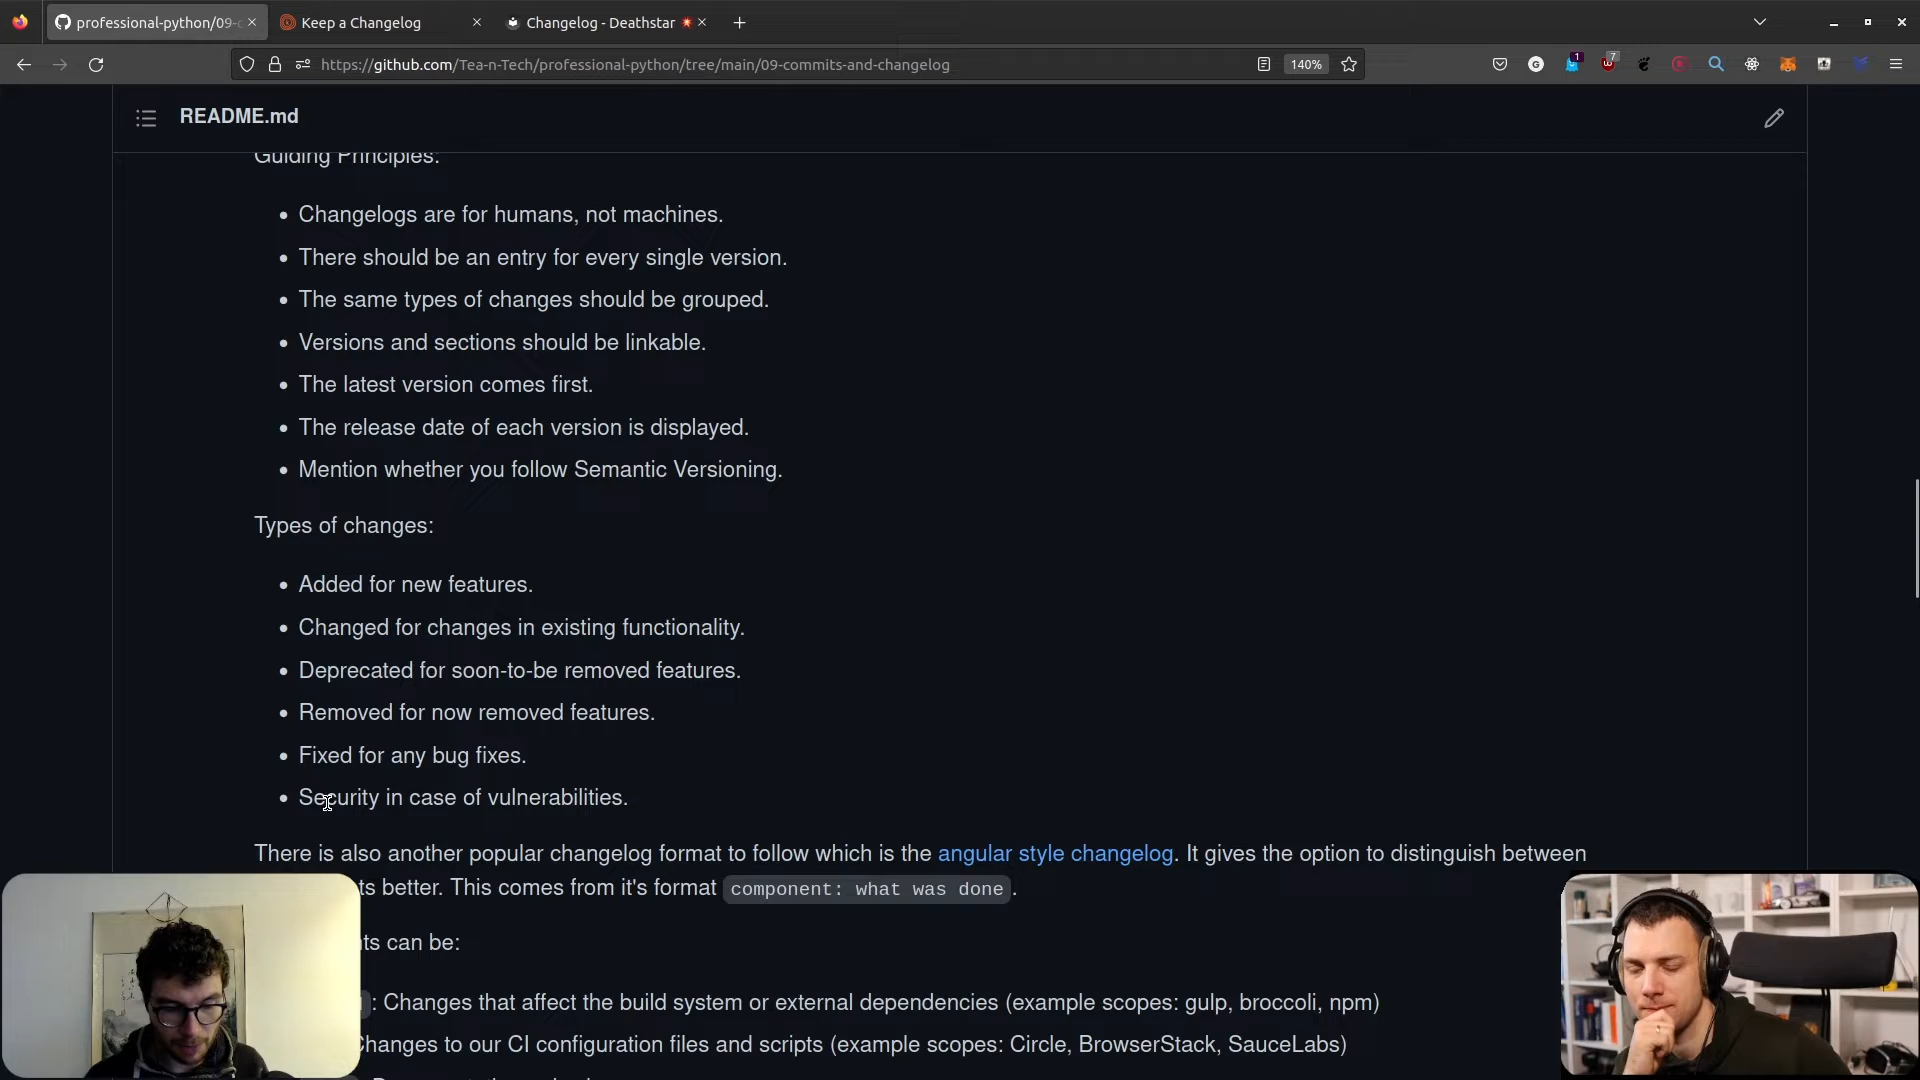 professional-python/09-c
Keep a Changelog
Changelog - Deathstar
https://github.com/Tea-n-Tech/professional-python/tree/main/09-commits-and-changelog
140%
1
7
README.md
Guiding Principles:
Changelogs are for humans, not machines.
There should be an entry for every single version.
The same types of changes should be grouped.
Versions and sections should be linkable.
The latest version comes first.
The release date of each version is displayed.
Mention whether you follow Semantic Versioning.
Types of changes:
Added for new features.
Changed for changes in existing functionality.
Deprecated for soon-to-be removed features.
Removed for now removed features.
Fixed for any bug fixes.
Security in case of vulnerabilities.
There is also another popular changelog format to follow which is the angular style changelog. It gives the option to distinguish between
ts better. This comes from it's format component: what was done.
ts can be:
: Changes that affect the build system or external dependencies (example scopes: gulp, broccoli, npm)
Changes to our CI configuration files and scripts (example scopes: Circle, BrowserStack, SauceLabs)